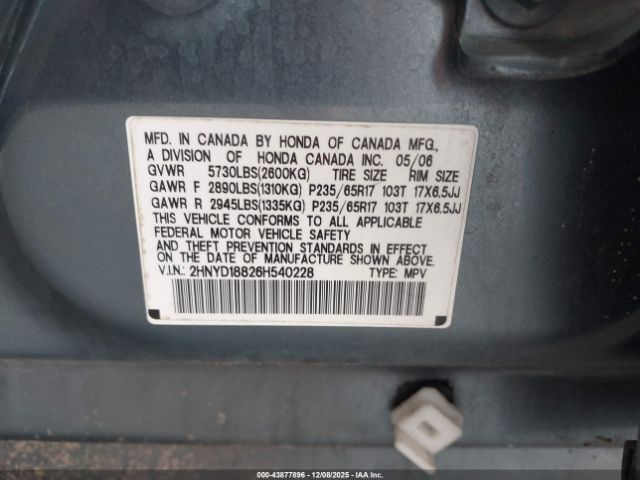 MFD. IN CANADA BY HONDA OF CANADA MFG.,
A DIVISION OF HONDA CANADA INC. 05/06
GVWR 5730LBS(2600KG) TIRE SIZE RIM SIZE
GAWR F 2890LBS(1310KG) P235/65R17 103T 17X6.5JJ
GAWR R 2945LBS(1335KG) P235/65R17 103T 17X6.5JJ
THIS VEHICLE CONFORMS TO ALL APPLICABLE
FEDERAL MOTOR VEHICLE SAFETY
AND THEFT PREVENTION STANDARDS IN EFFECT
ON THE DATE OF MANUFACTURE SHOWN ABOVE.
V.I.N.: 2HNYD18826H540228 TYPE: MPV
000-43877896 - 12/08/2025 - IAA Inc.